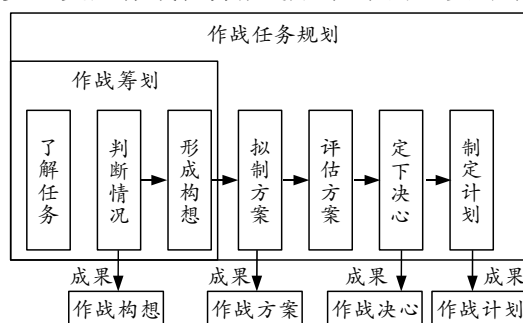 作战任务规划
作战筹划
了解任务
判断情况
形成构想
拟制方案
评估方案
定下决心
制定计划
成果
成果
成果
成果
作战构想
作战方案
作战决心
作战计划